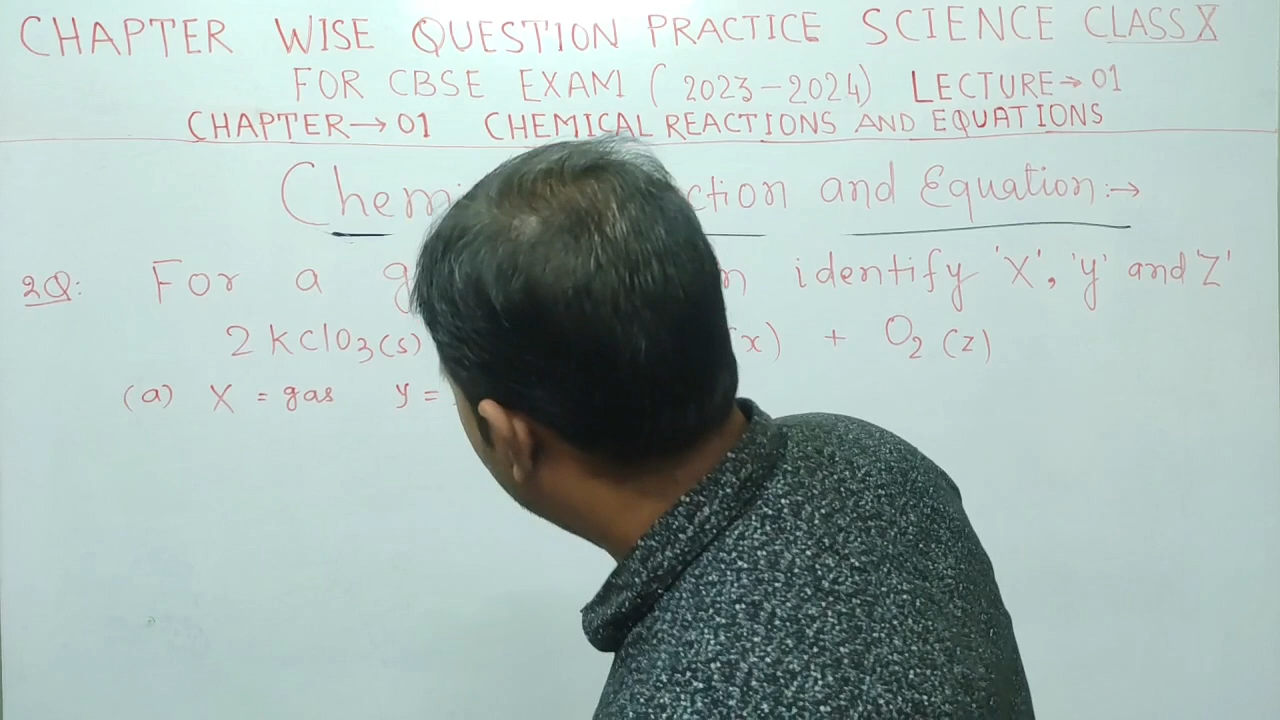 CHAPTER WISE QUESTION PRACTICE SCIENCE CLASS X
FOR CBSE EXAM (2023-2024) LECTURE→01
CHAPTER→01 CHEMICAL REACTIONS AND EQUATIONS
Chem ction and Equation:→
2Q: For a g n identify 'X', 'y' and Z'
2KClO3(s) (x) + O2(z)
(a) X = gas y =